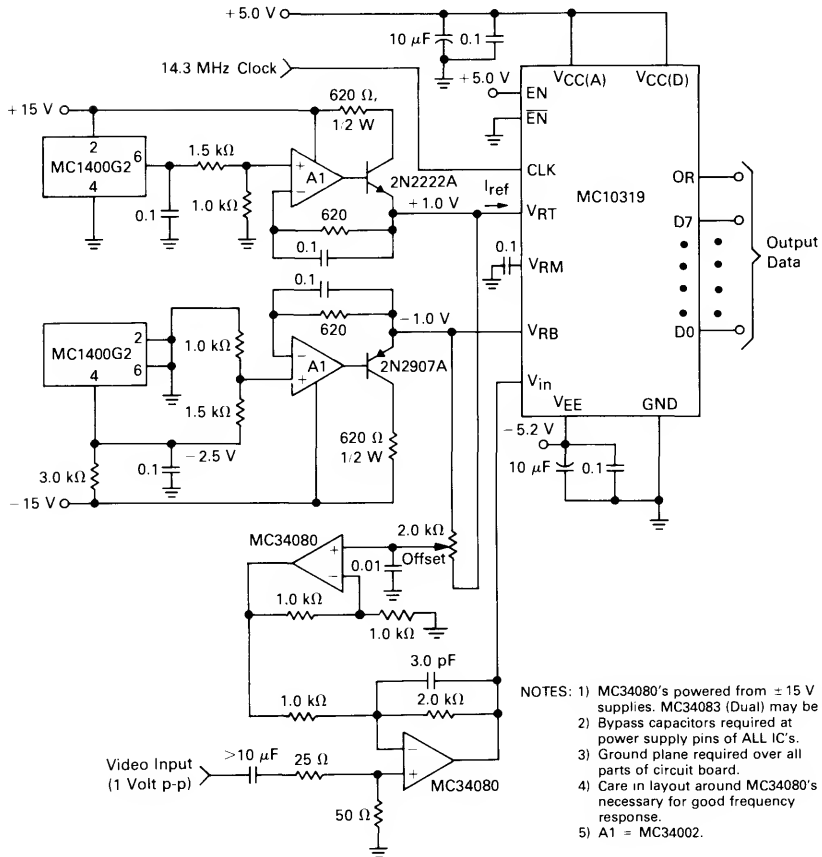 +5.0 V
10 μF
0.1
14.3 MHz Clock
+5.0 V
VCC(A)
VCC(D)
EN
EN
+15 V
620 Ω,
1/2 W
MC1400G2
2
6
4
1.5 kΩ
+
A1
−
2N2222A
CLK
MC10319
OR
Iref
+1.0 V
VRT
D7
0.1
1.0 kΩ
620
0.1
0.1
VRM
Output
Data
0.1
620
−1.0 V
VRB
D0
MC1400G2
2
6
4
1.0 kΩ
−
A1
+
2N2907A
Vin
1.5 kΩ
VEE
GND
−5.2 V
620 Ω
1/2 W
−2.5 V
3.0 kΩ
0.1
10 μF
0.1
−15 V
MC34080
2.0 kΩ
+
−
0.01
Offset
1.0 kΩ
1.0 kΩ
3.0 pF
1.0 kΩ
2.0 kΩ
Video Input
(1 Volt p-p)
>10 μF
25 Ω
−
+
MC34080
50 Ω
NOTES: 1) MC34080's powered from ± 15 V
supplies. MC34083 (Dual) may be
2) Bypass capacitors required at
power supply pins of ALL IC's.
3) Ground plane required over all
parts of circuit board.
4) Care in layout around MC34080's
necessary for good frequency
response.
5) A1 = MC34002.